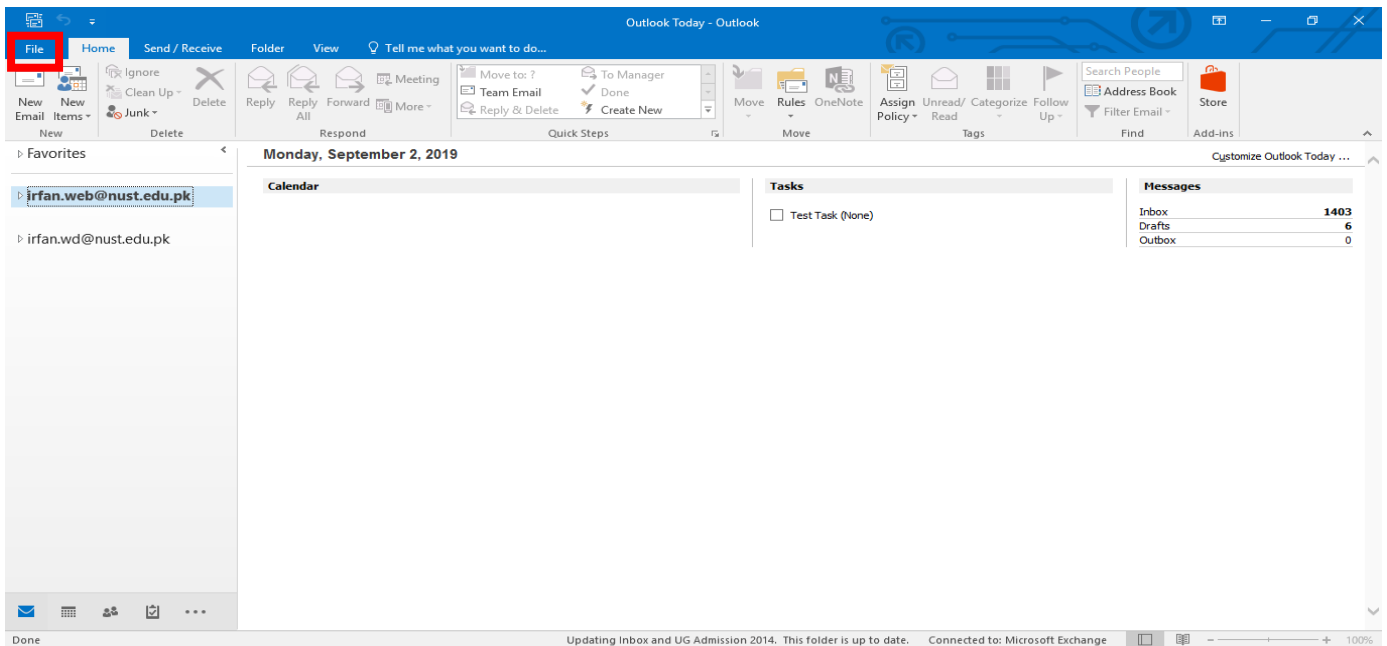 Outlook Today - Outlook
File Home Send / Receive Folder View Tell me what you want to do...
New Email
New Items
Ignore
Clean Up
Junk
Delete
Reply
Reply All
Forward
Meeting
More
Move to: ?
Team Email
Reply & Delete
To Manager
Done
Create New
Move
Rules
OneNote
Assign Policy
Unread/ Read
Categorize
Follow Up
Search People
Address Book
Filter Email
Store
New Delete Respond Quick Steps Move Tags Find Add-ins
Favorites
irfan.web@nust.edu.pk
irfan.wd@nust.edu.pk
Monday, September 2, 2019
Customize Outlook Today ...
Calendar
Tasks
Test Task (None)
Messages
Inbox 1403
Drafts 6
Outbox 0
Done Updating Inbox and UG Admission 2014. This folder is up to date. Connected to: Microsoft Exchange 100%